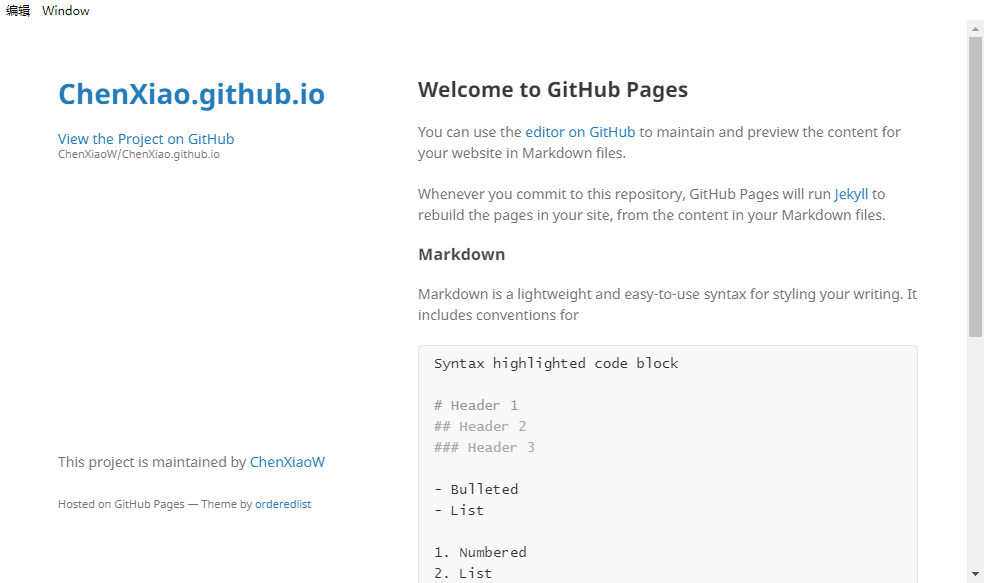 编辑 Window
ChenXiao.github.io
View the Project on GitHub
ChenXiaoW/ChenXiao.github.io
This project is maintained by ChenXiaoW
Hosted on GitHub Pages — Theme by orderedlist
Welcome to GitHub Pages
You can use the editor on GitHub to maintain and preview the content for
your website in Markdown files.
Whenever you commit to this repository, GitHub Pages will run Jekyll to
rebuild the pages in your site, from the content in your Markdown files.
Markdown
Markdown is a lightweight and easy-to-use syntax for styling your writing. It
includes conventions for
Syntax highlighted code block
# Header 1
## Header 2
### Header 3
- Bulleted
- List
1. Numbered
2. List